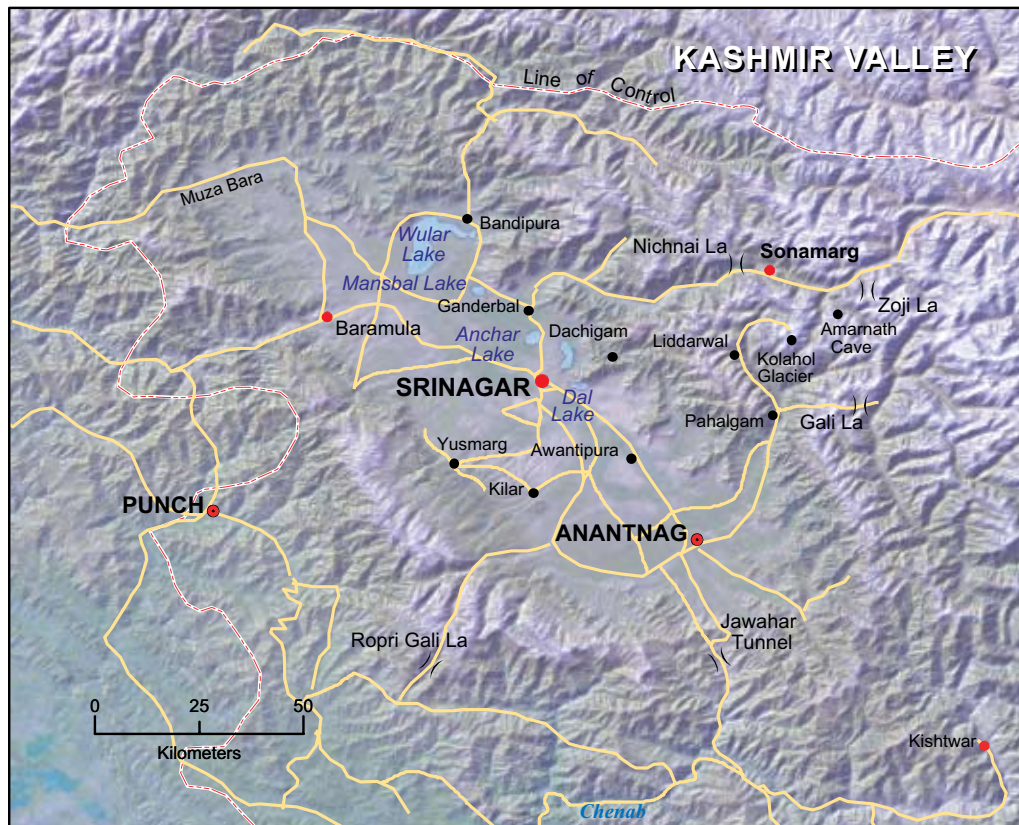 KASHMIR VALLEY
Line of Control
Muza Bara
Bandipura
Wular
Lake
Nichnai La
Sonamarg
Mansbal Lake
Zoji La
Ganderbal
Baramula
Anchar
Lake
Dachigam
Liddarwal
Amarnath
Cave
Kolahol
Glacier
SRINAGAR
Dal
Lake
Pahalgam
Gali La
Yusmarg
Awantipura
Kilar
PUNCH
ANANTNAG
Ropri Gali La
Jawahar
Tunnel
0 25 50
Kilometers
Kishtwar
Chenab